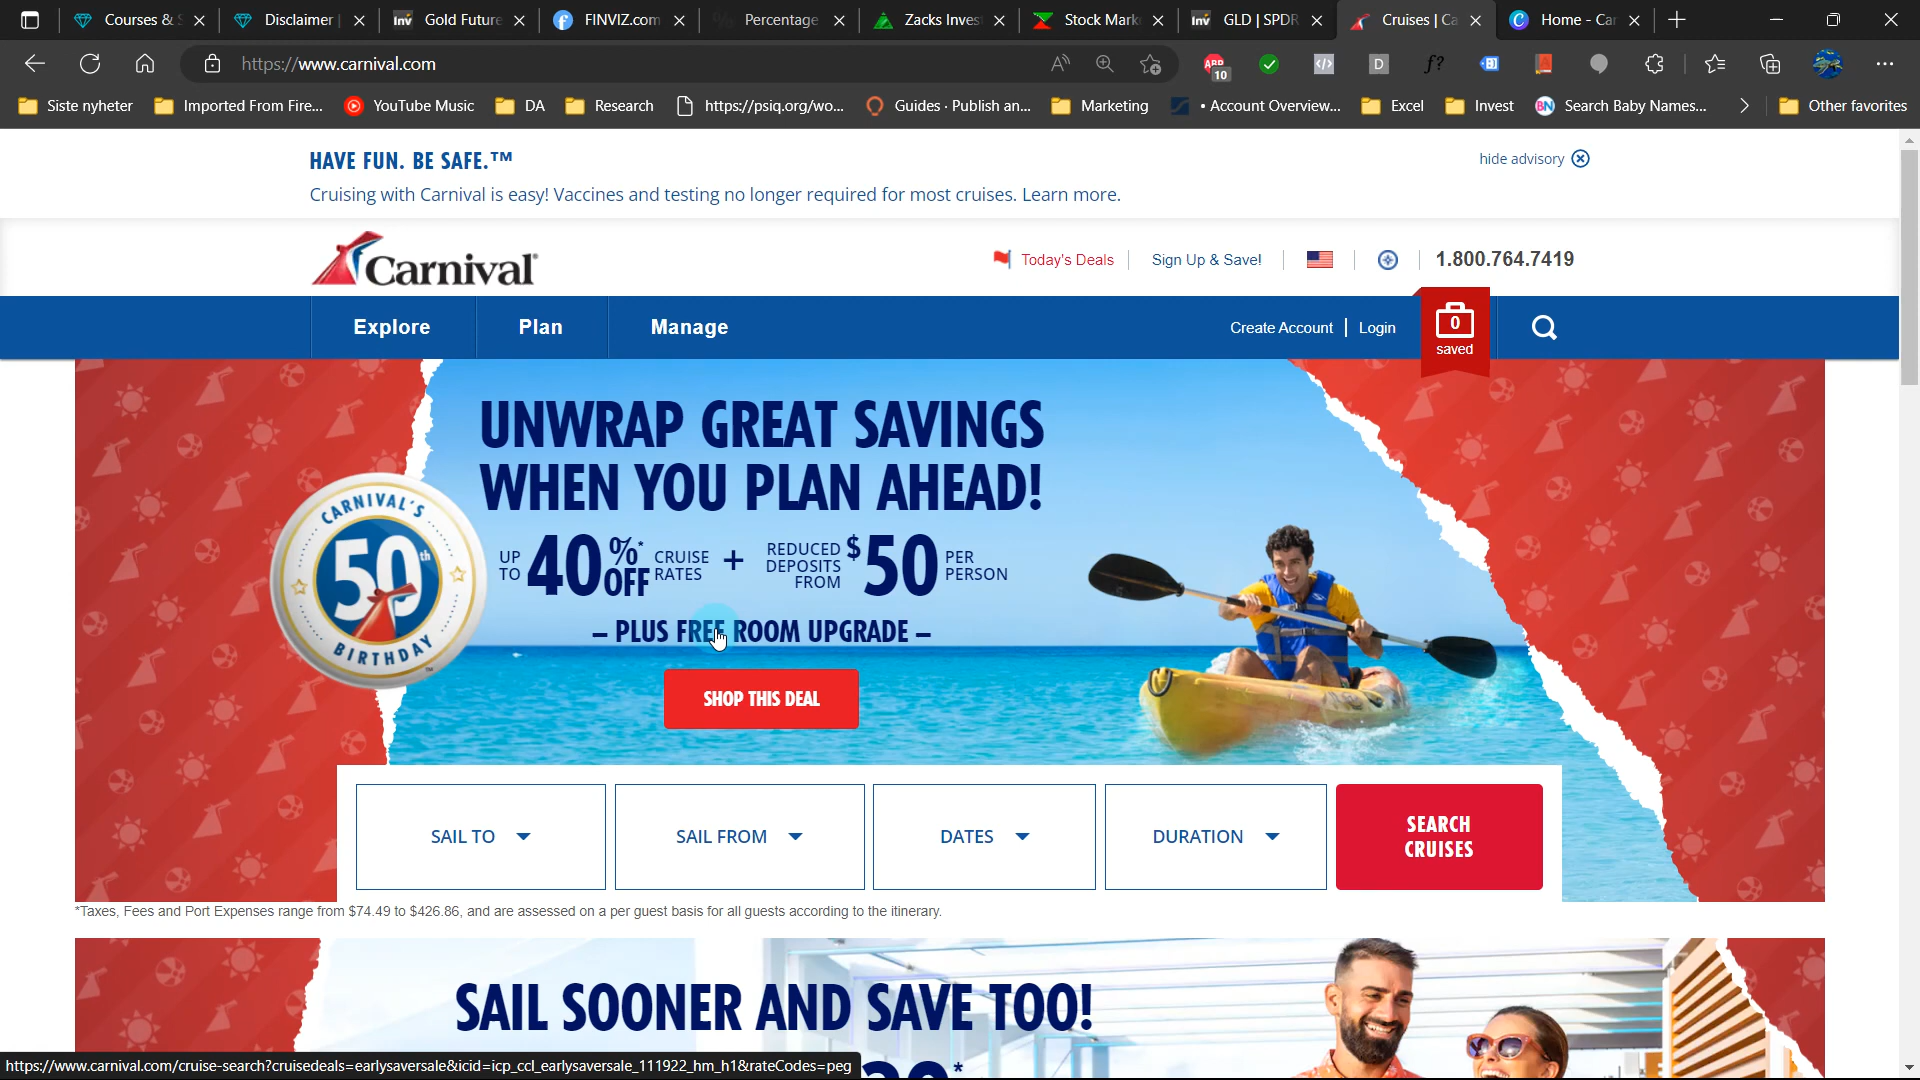 Courses & S
Disclaimer
Gold Future
FINVIZ.com
Percentage
Zacks Inves
Stock Mark
GLD | SPDR
Cruises | Ca
Home - Can
https://www.carnival.com
ABP
10
D
f?
Siste nyheter
Imported From Fire...
YouTube Music
DA
Research
https://psiq.org/wo...
Guides · Publish an...
Marketing
• Account Overview...
Excel
Invest
Search Baby Names...
Other favorites
HAVE FUN. BE SAFE.™
hide advisory
Cruising with Carnival is easy! Vaccines and testing no longer required for most cruises. Learn more.
Carnival
Today's Deals
Sign Up & Save!
1.800.764.7419
Explore
Plan
Manage
Create Account
Login
0
saved
UNWRAP GREAT SAVINGS
WHEN YOU PLAN AHEAD!
CARNIVAL'S
50th
BIRTHDAY™
UP TO 40%* OFF CRUISE RATES + REDUCED DEPOSITS FROM $50 PER PERSON
– PLUS FREE ROOM UPGRADE –
SHOP THIS DEAL
SAIL TO
SAIL FROM
DATES
DURATION
SEARCH
CRUISES
*Taxes, Fees and Port Expenses range from $74.49 to $426.86, and are assessed on a per guest basis for all guests according to the itinerary.
SAIL SOONER AND SAVE TOO!
https://www.carnival.com/cruise-search?cruisedeals=earlysaversale&icid=icp_ccl_earlysaversale_111922_hm_h1&rateCodes=peg